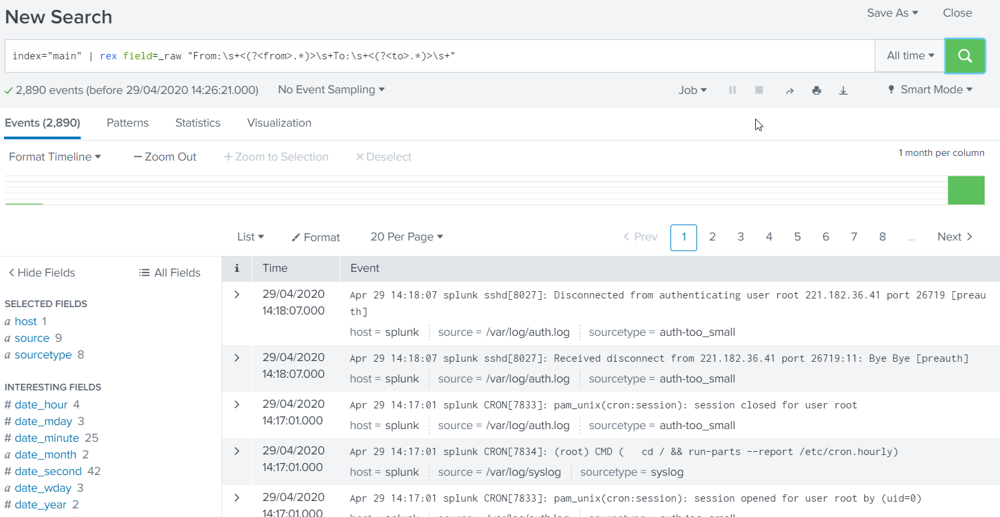 New Search
Save As Close
index="main" | rex field=_raw "From:\s+<(?<from>.*)>\s+To:\s+<(?<to>.*)>\s+"
All time
2,890 events (before 29/04/2020 14:26:21.000) No Event Sampling
Job Smart Mode
Events (2,890) Patterns Statistics Visualization
Format Timeline — Zoom Out + Zoom to Selection × Deselect
1 month per column
List Format 20 Per Page
< Prev 1 2 3 4 5 6 7 8 ... Next >
< Hide Fields All Fields
SELECTED FIELDS
a host 1
a source 9
a sourcetype 8
INTERESTING FIELDS
# date_hour 4
# date_mday 3
# date_minute 25
a date_month 2
# date_second 42
a date_wday 3
# date_year 2
i Time Event
> 29/04/2020 Apr 29 14:18:07 splunk sshd[8027]: Disconnected from authenticating user root 221.182.36.41 port 26719 [preau
14:18:07.000 th]
host = splunk source = /var/log/auth.log sourcetype = auth-too_small
> 29/04/2020 Apr 29 14:18:07 splunk sshd[8027]: Received disconnect from 221.182.36.41 port 26719:11: Bye Bye [preauth]
14:18:07.000 host = splunk source = /var/log/auth.log sourcetype = auth-too_small
> 29/04/2020 Apr 29 14:17:01 splunk CRON[7833]: pam_unix(cron:session): session closed for user root
14:17:01.000 host = splunk source = /var/log/auth.log sourcetype = auth-too_small
> 29/04/2020 Apr 29 14:17:01 splunk CRON[7834]: (root) CMD (   cd / && run-parts --report /etc/cron.hourly)
14:17:01.000 host = splunk source = /var/log/syslog sourcetype = syslog
> 29/04/2020 Apr 29 14:17:01 splunk CRON[7833]: pam_unix(cron:session): session opened for user root by (uid=0)
14:17:01.000